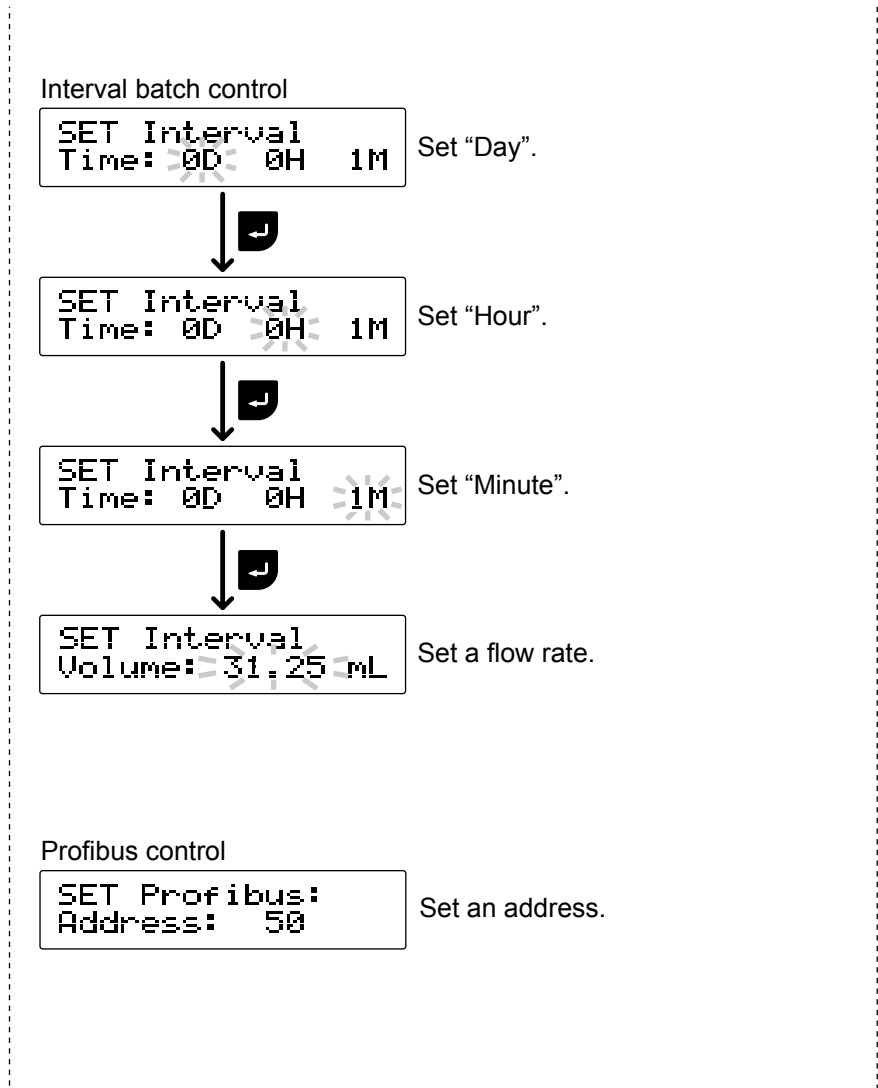 Interval batch control
SET Interval
Time: 0D 0H 1M
Set “Day”.
SET Interval
Time: 0D 0H 1M
Set “Hour”.
SET Interval
Time: 0D 0H 1M
Set “Minute”.
SET Interval
Volume: 31.25 mL
Set a flow rate.
Profibus control
SET Profibus:
Address: 50
Set an address.